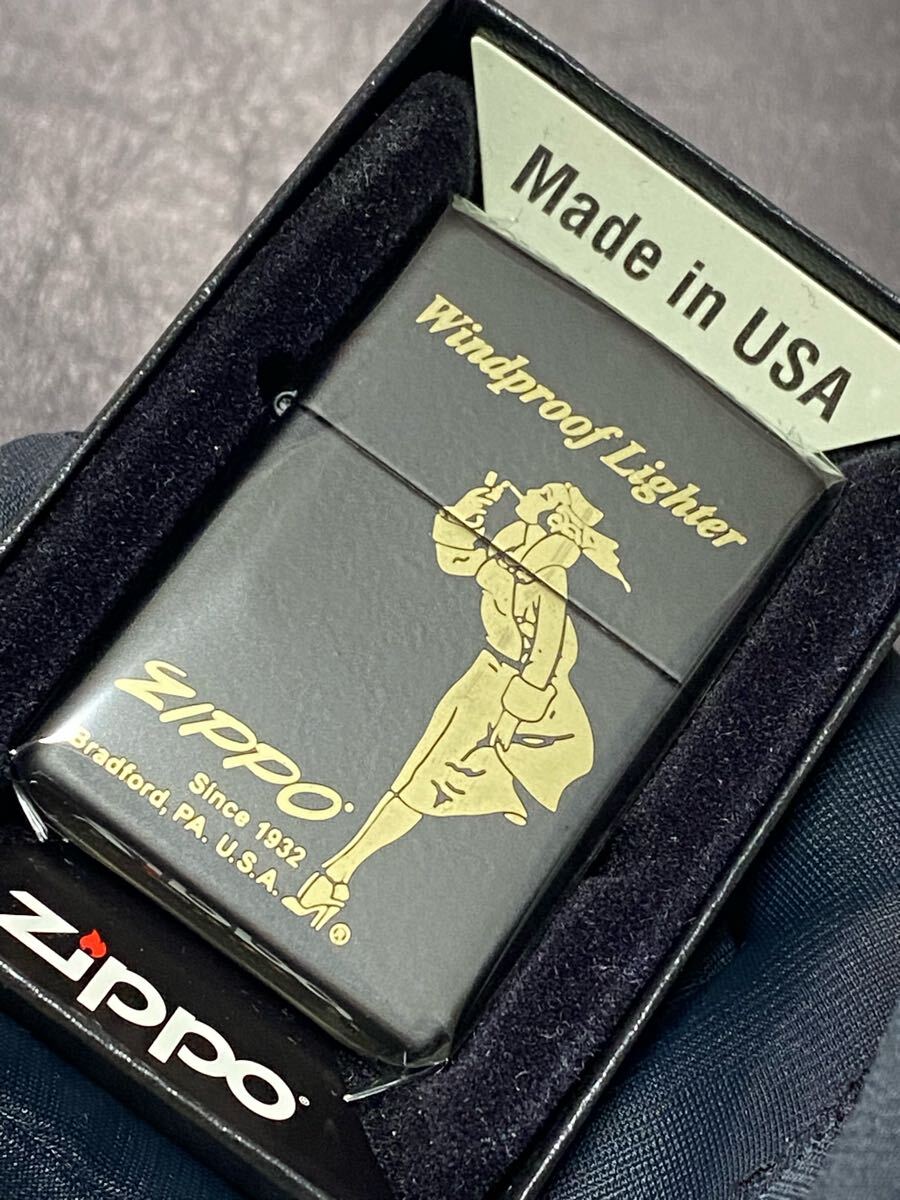 Made in USA
Windproof Lighter
ZIPPO
Since 1932
Bradford, PA. U.S.A.
®
zippo